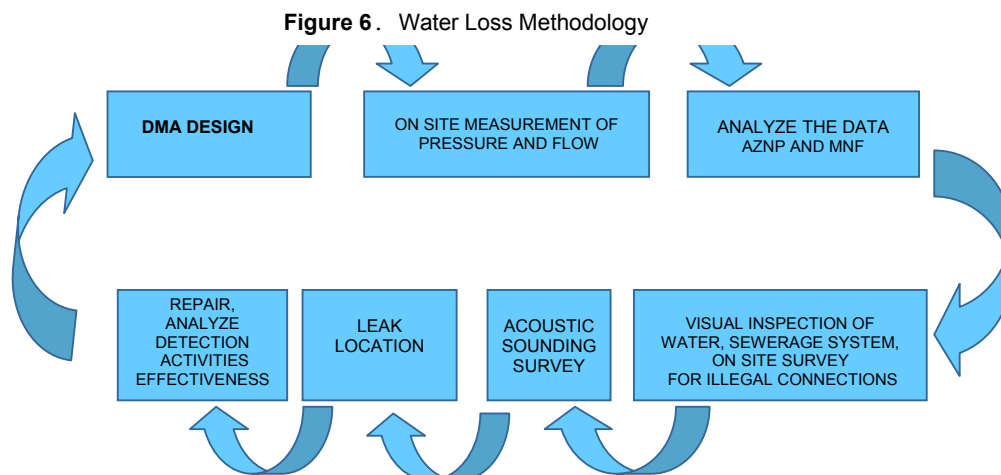 Figure 6. Water Loss Methodology
DMA DESIGN
ON SITE MEASUREMENT OF
PRESSURE AND FLOW
ANALYZE THE DATA
AZNP AND MNF
REPAIR,
ANALYZE
DETECTION
ACTIVITIES
EFFECTIVENESS
LEAK
LOCATION
ACOUSTIC
SOUNDING
SURVEY
VISUAL INSPECTION OF
WATER, SEWERAGE SYSTEM,
ON SITE SURVEY
FOR ILLEGAL CONNECTIONS